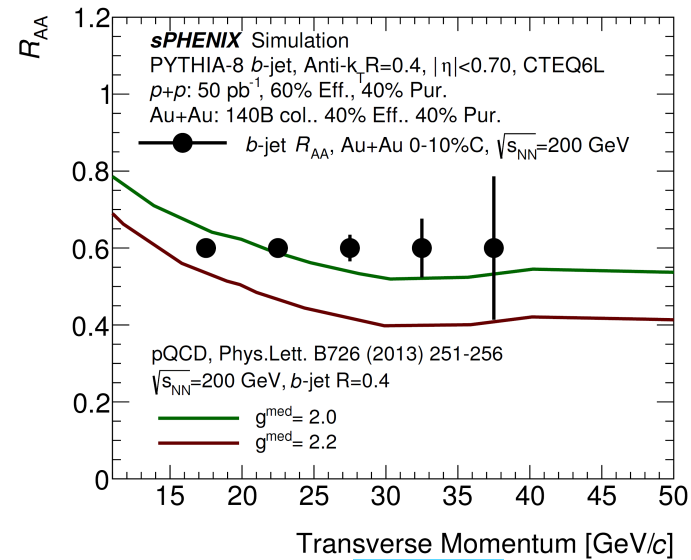 R_AA
1.2
1
0.8
0.6
0.4
0.2
0
sPHENIX Simulation
PYTHIA-8 b-jet, Anti-k_T R=0.4, |η|<0.70, CTEQ6L
p+p: 50 pb⁻¹, 60% Eff., 40% Pur.
Au+Au: 140B col.. 40% Eff.. 40% Pur.
b-jet R_AA, Au+Au 0-10%C, √s_NN=200 GeV
pQCD, Phys.Lett. B726 (2013) 251-256
√s_NN=200 GeV, b-jet R=0.4
g^med= 2.0
g^med= 2.2
15 20 25 30 35 40 45 50
Transverse Momentum [GeV/c]